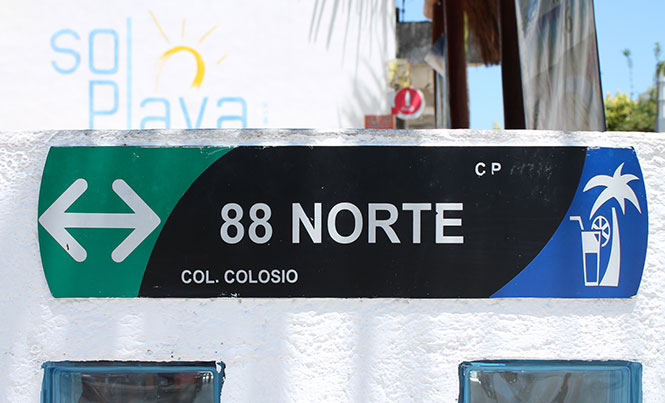 sol
Playa
CP
88 NORTE
COL. COLOSIO